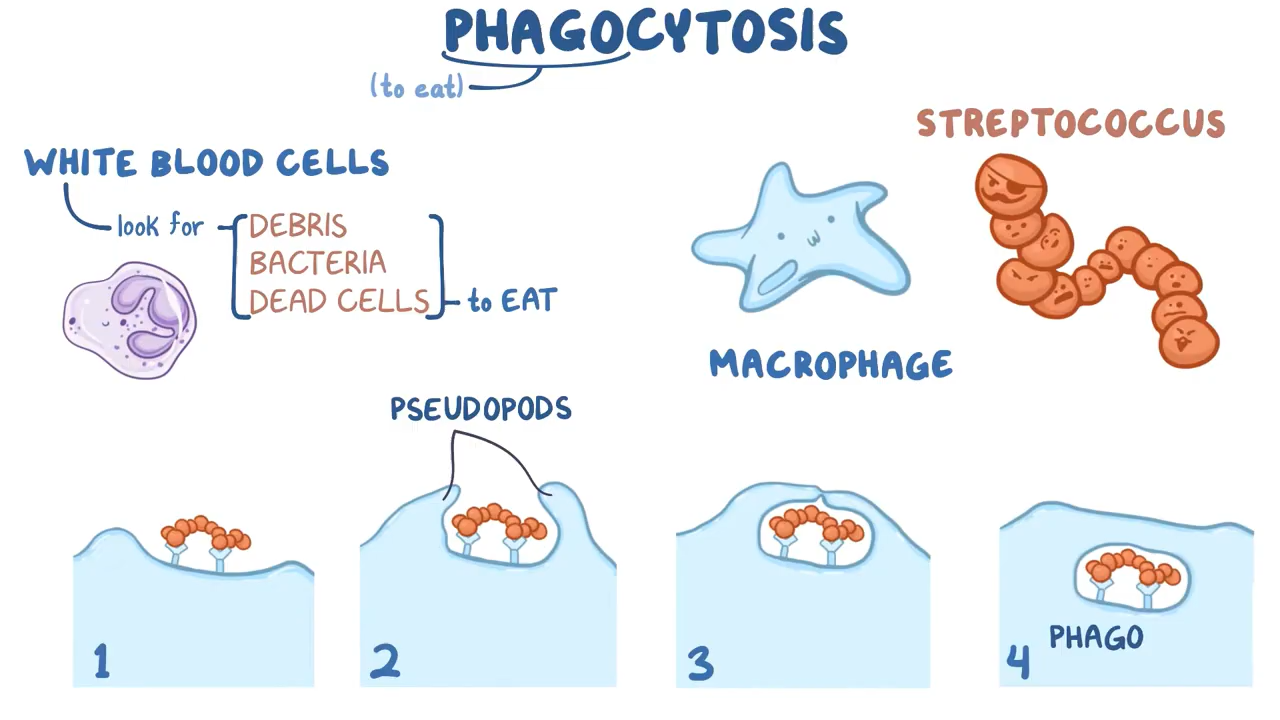 PHAGOCYTOSIS
(to eat)
STREPTOCOCCUS
WHITE BLOOD CELLS
look for
DEBRIS
BACTERIA
DEAD CELLS
to EAT
MACROPHAGE
PSEUDOPODS
1
2
3
4
PHAGO